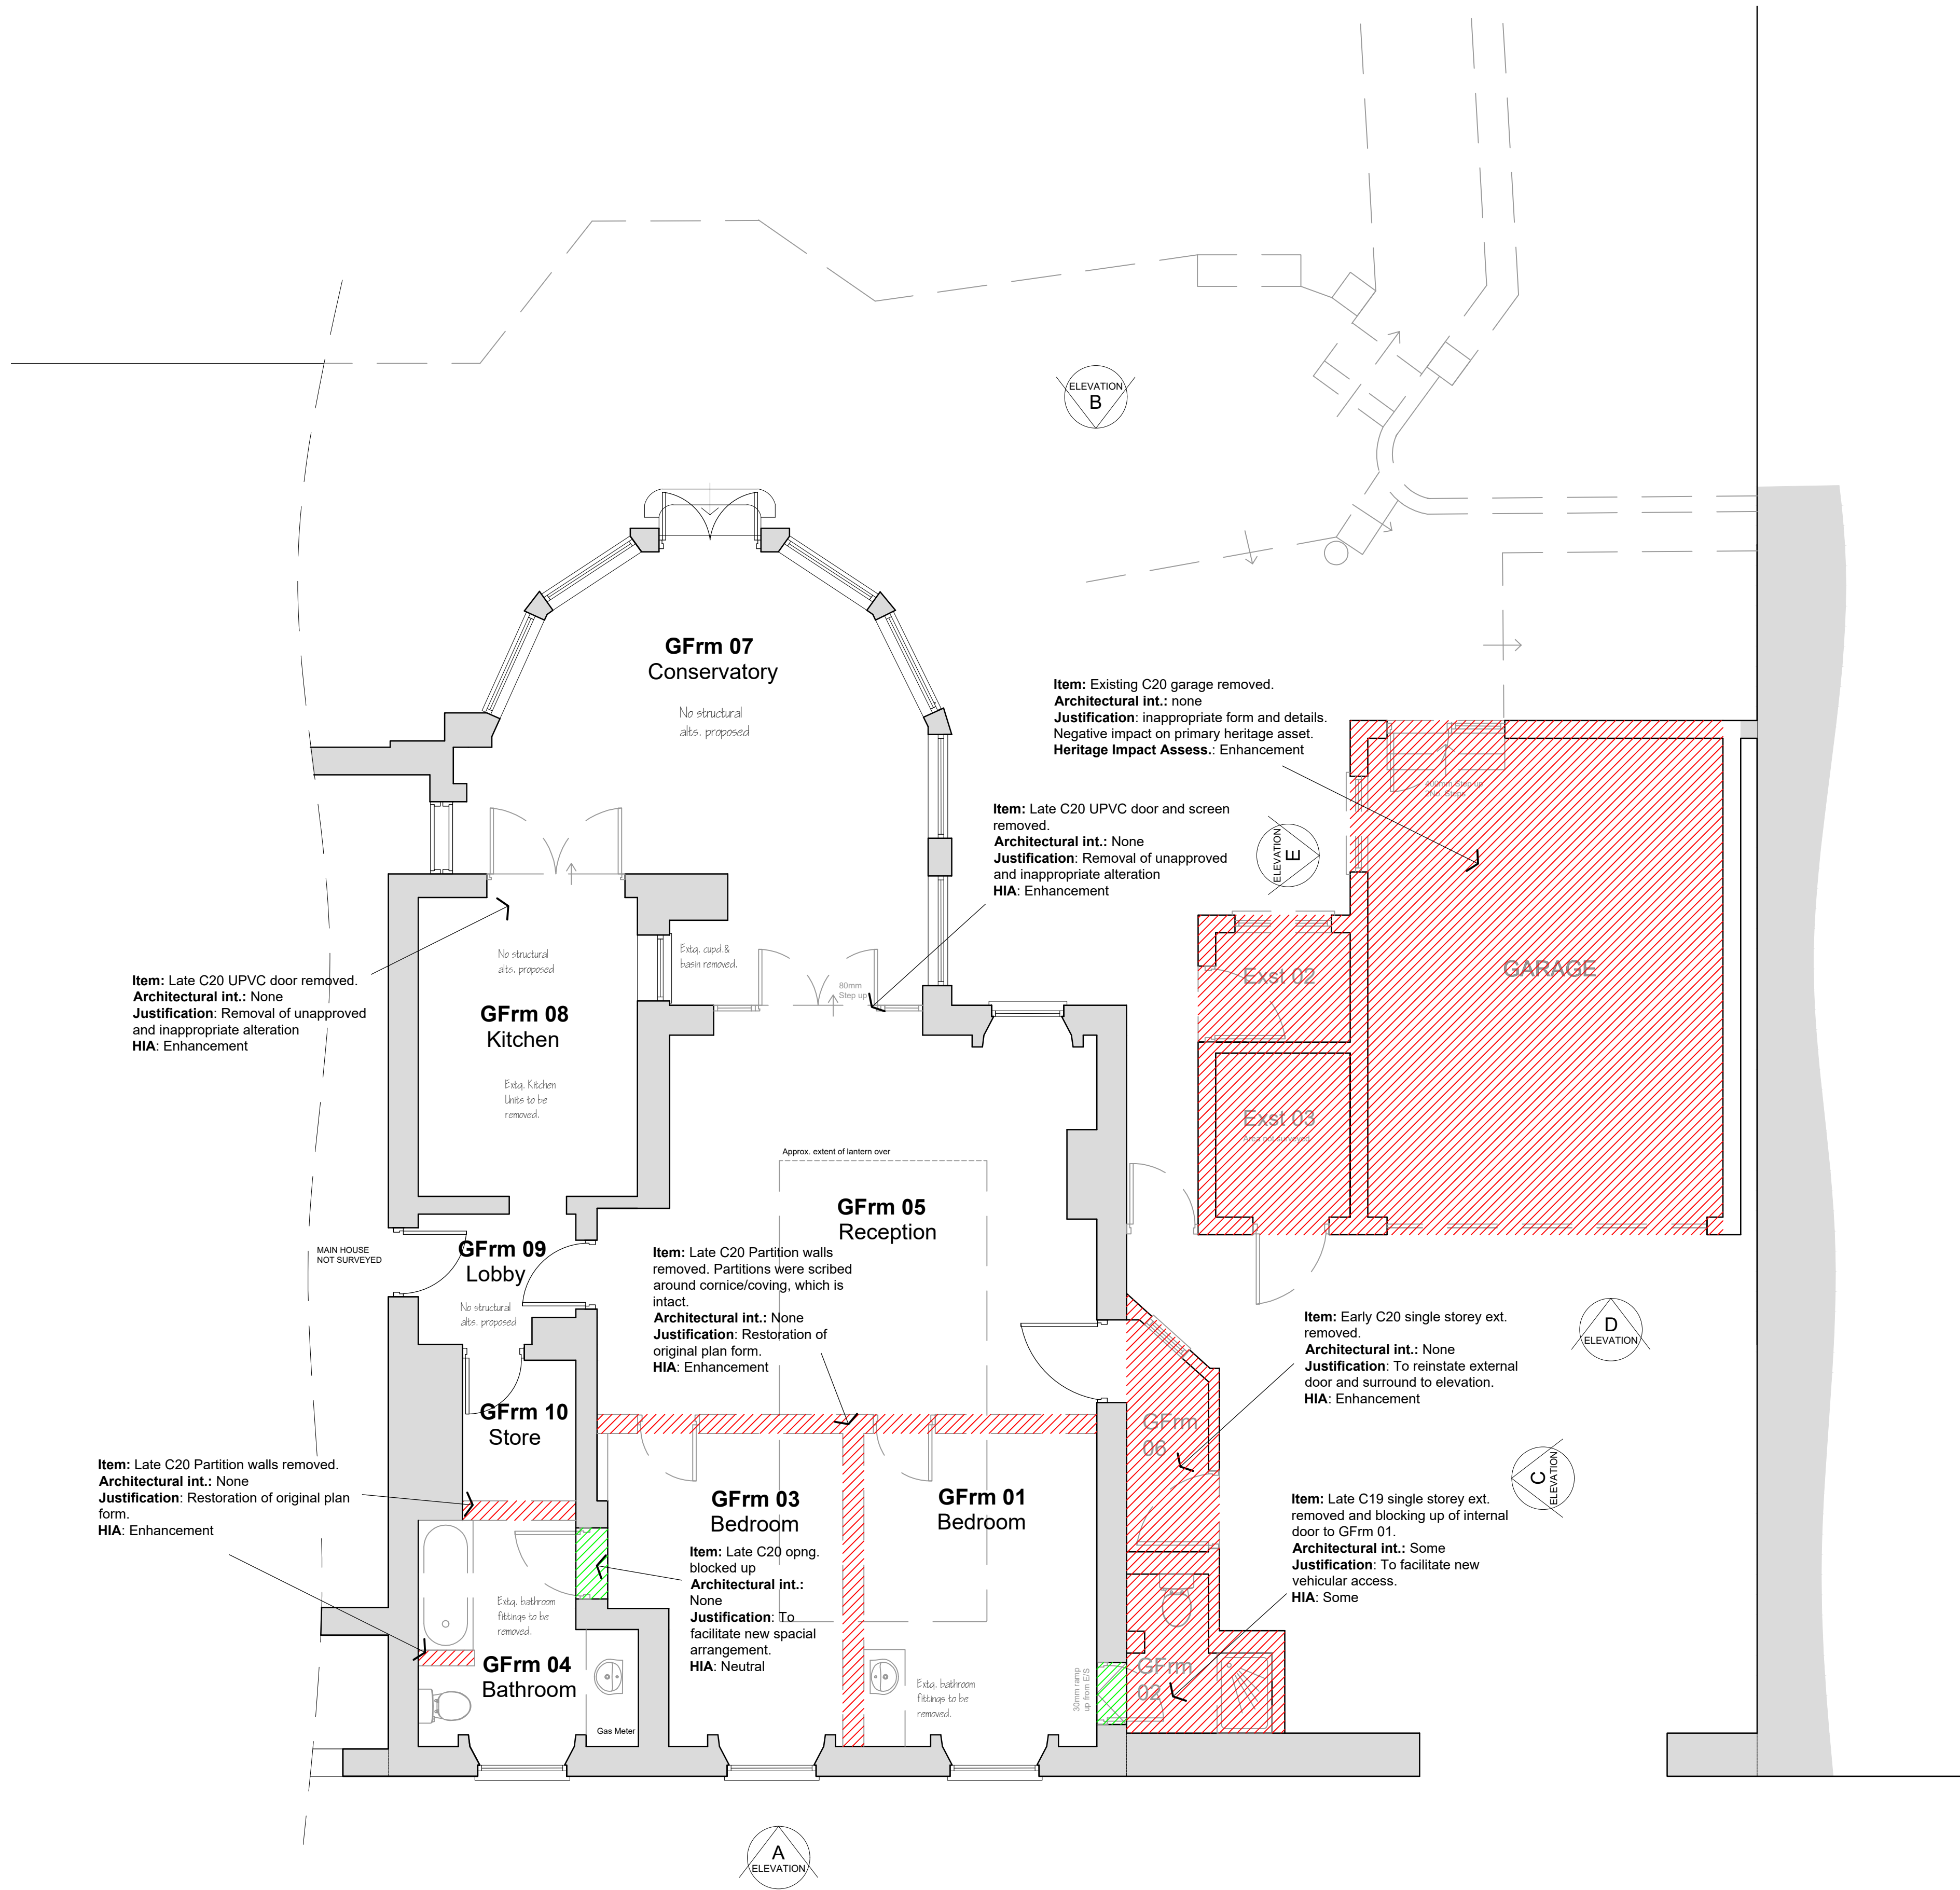 ELEVATION
B
GFrm 07
Conservatory
No structural
alts. proposed
Item: Existing C20 garage removed.
Architectural int.: none
Justification: inappropriate form and details.
Negative impact on primary heritage asset.
Heritage Impact Assess.: Enhancement
400mm Step up
2No. Steps
Item: Late C20 UPVC door and screen
removed.
Architectural int.: None
Justification: Removal of unapproved
and inappropriate alteration
HIA: Enhancement
ELEVATION
E
Extg. cupd.&
basin removed.
No structural
alts. proposed
80mm
Step up
Exst 02
GARAGE
Item: Late C20 UPVC door removed.
Architectural int.: None
Justification: Removal of unapproved
and inappropriate alteration
HIA: Enhancement
GFrm 08
Kitchen
Extg. Kitchen
Units to be
removed.
Exst 03
Area not surveyed
Approx. extent of lantern over
GFrm 05
Reception
MAIN HOUSE
NOT SURVEYED
GFrm 09
Lobby
No structural
alts. proposed
Item: Late C20 Partition walls
removed. Partitions were scribed
around cornice/coving, which is
intact.
Architectural int.: None
Justification: Restoration of
original plan form.
HIA: Enhancement
Item: Early C20 single storey ext.
removed.
Architectural int.: None
Justification: To reinstate external
door and surround to elevation.
HIA: Enhancement
D
ELEVATION
GFrm 10
Store
GFrm
06
C
ELEVATION
Item: Late C20 Partition walls removed.
Architectural int.: None
Justification: Restoration of original plan
form.
HIA: Enhancement
GFrm 03
Bedroom
GFrm 01
Bedroom
Item: Late C19 single storey ext.
removed and blocking up of internal
door to GFrm 01.
Architectural int.: Some
Justification: To facilitate new
vehicular access.
HIA: Some
Item: Late C20 opng.
blocked up
Architectural int.:
None
Justification: To
facilitate new spacial
arrangement.
HIA: Neutral
Extg. bathroom
fittings to be
removed.
GFrm 04
Bathroom
Gas Meter
Extg. bathroom
fittings to be
removed.
30mm ramp
up from E/S
GFrm
02
A
ELEVATION